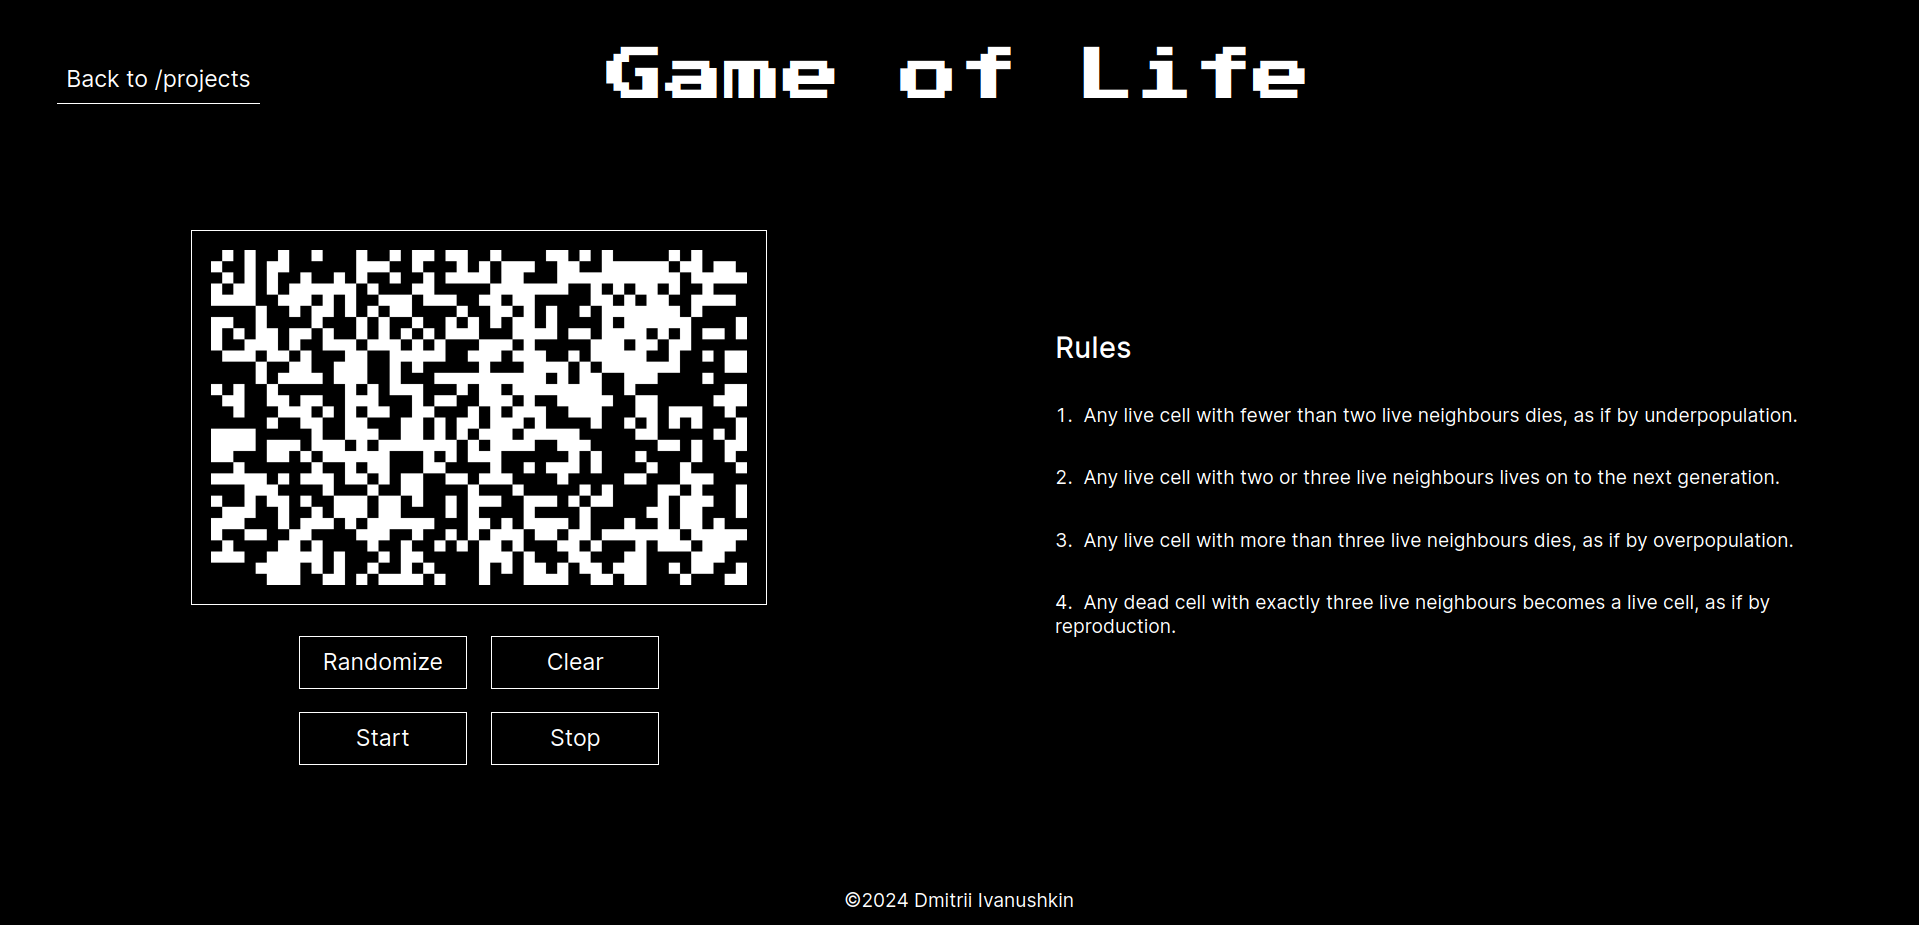 Back to /projects
Game of Life
Rules
1. Any live cell with fewer than two live neighbours dies, as if by underpopulation.
2. Any live cell with two or three live neighbours lives on to the next generation.
3. Any live cell with more than three live neighbours dies, as if by overpopulation.
4. Any dead cell with exactly three live neighbours becomes a live cell, as if by
reproduction.
Randomize
Clear
Start
Stop
©2024 Dmitrii Ivanushkin